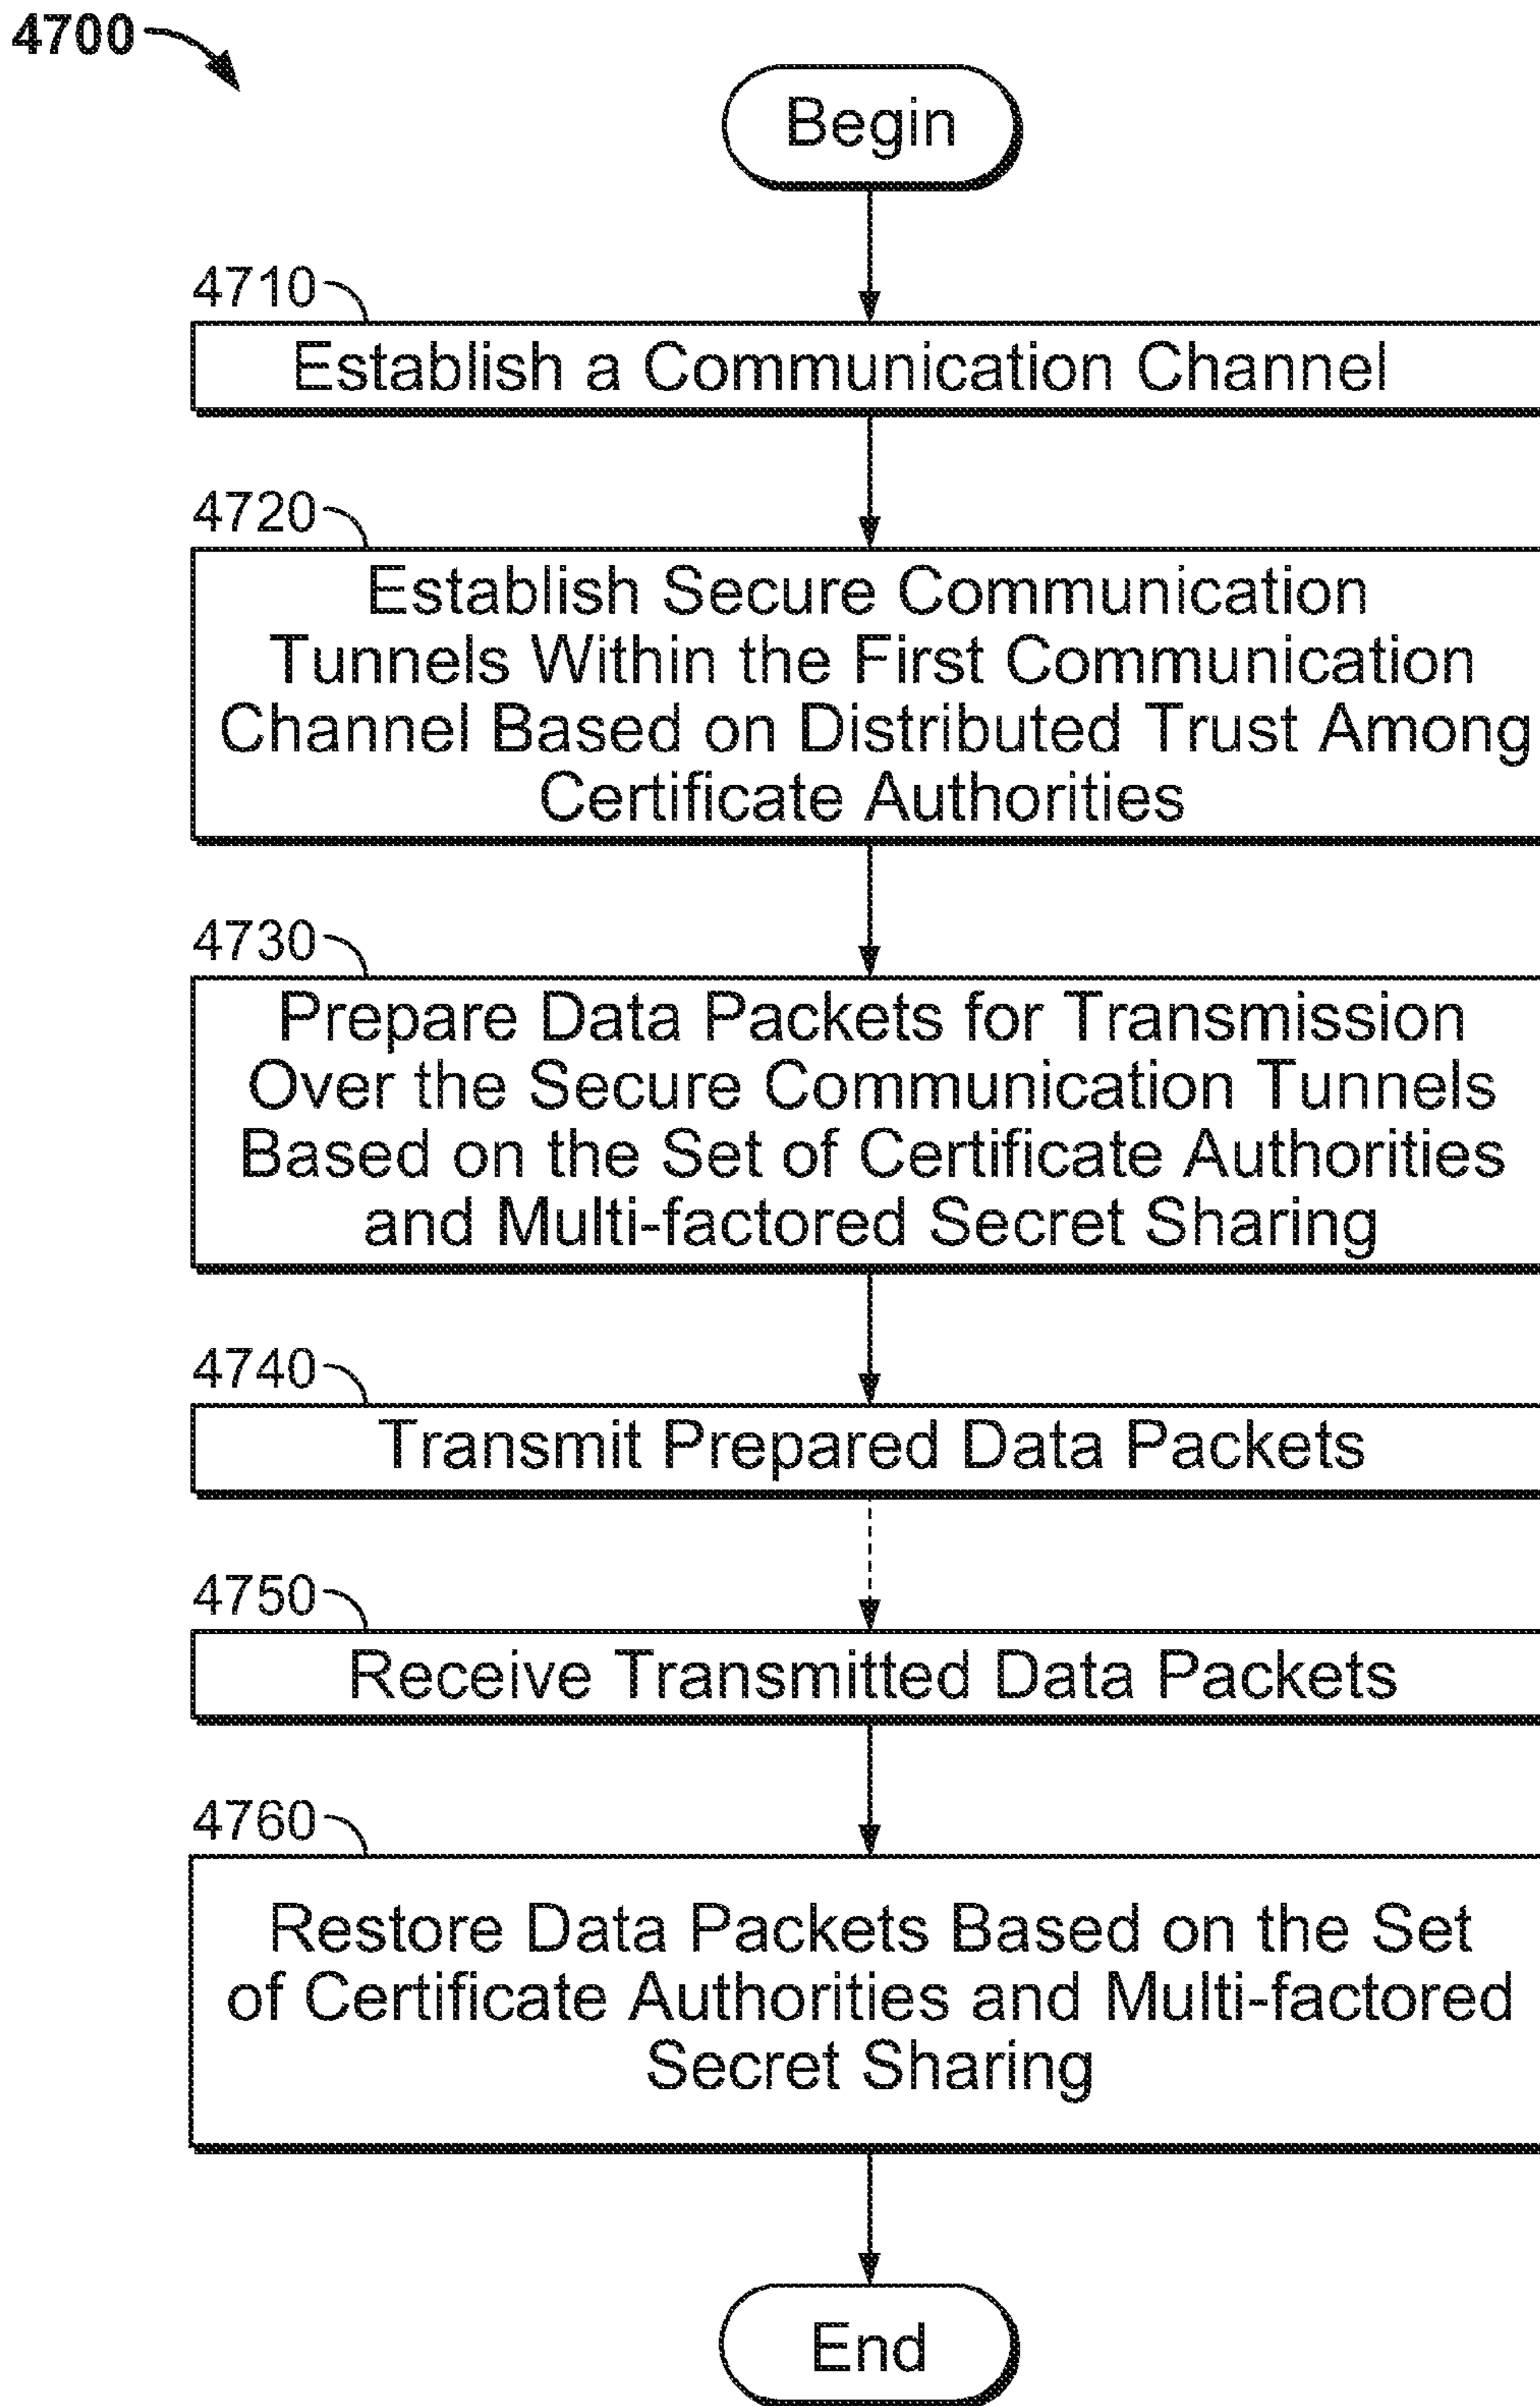 4700
Begin
4710
Establish a Communication Channel
4720
Establish Secure Communication
Tunnels Within the First Communication
Channel Based on Distributed Trust Among
Certificate Authorities
4730
Prepare Data Packets for Transmission
Over the Secure Communication Tunnels
Based on the Set of Certificate Authorities
and Multi-factored Secret Sharing
4740
Transmit Prepared Data Packets
4750
Receive Transmitted Data Packets
4760
Restore Data Packets Based on the Set
of Certificate Authorities and Multi-factored
Secret Sharing
End